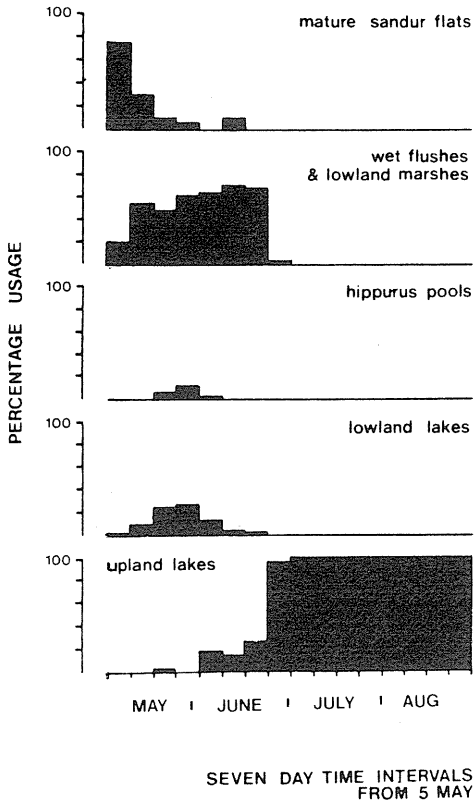 100
mature sandur flats
100
wet flushes
& lowland marshes
PERCENTAGE USAGE
100
hippurus pools
100
lowland lakes
100
upland lakes
MAY JUNE JULY AUG
SEVEN DAY TIME INTERVALS
FROM 5 MAY